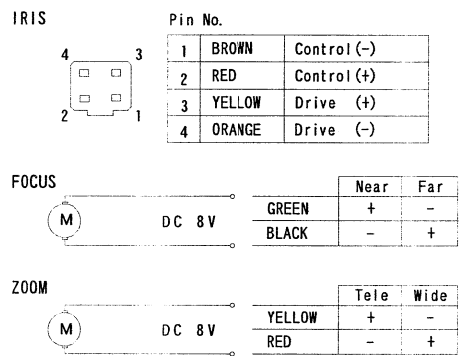 IRIS
Pin No.
4 3
2 1
1 BROWN Control(-)
2 RED Control(+)
3 YELLOW Drive (+)
4 ORANGE Drive (-)
FOCUS
M DC 8V
Near Far
GREEN + -
BLACK - +
ZOOM
M DC 8V
Tele Wide
YELLOW + -
RED - +